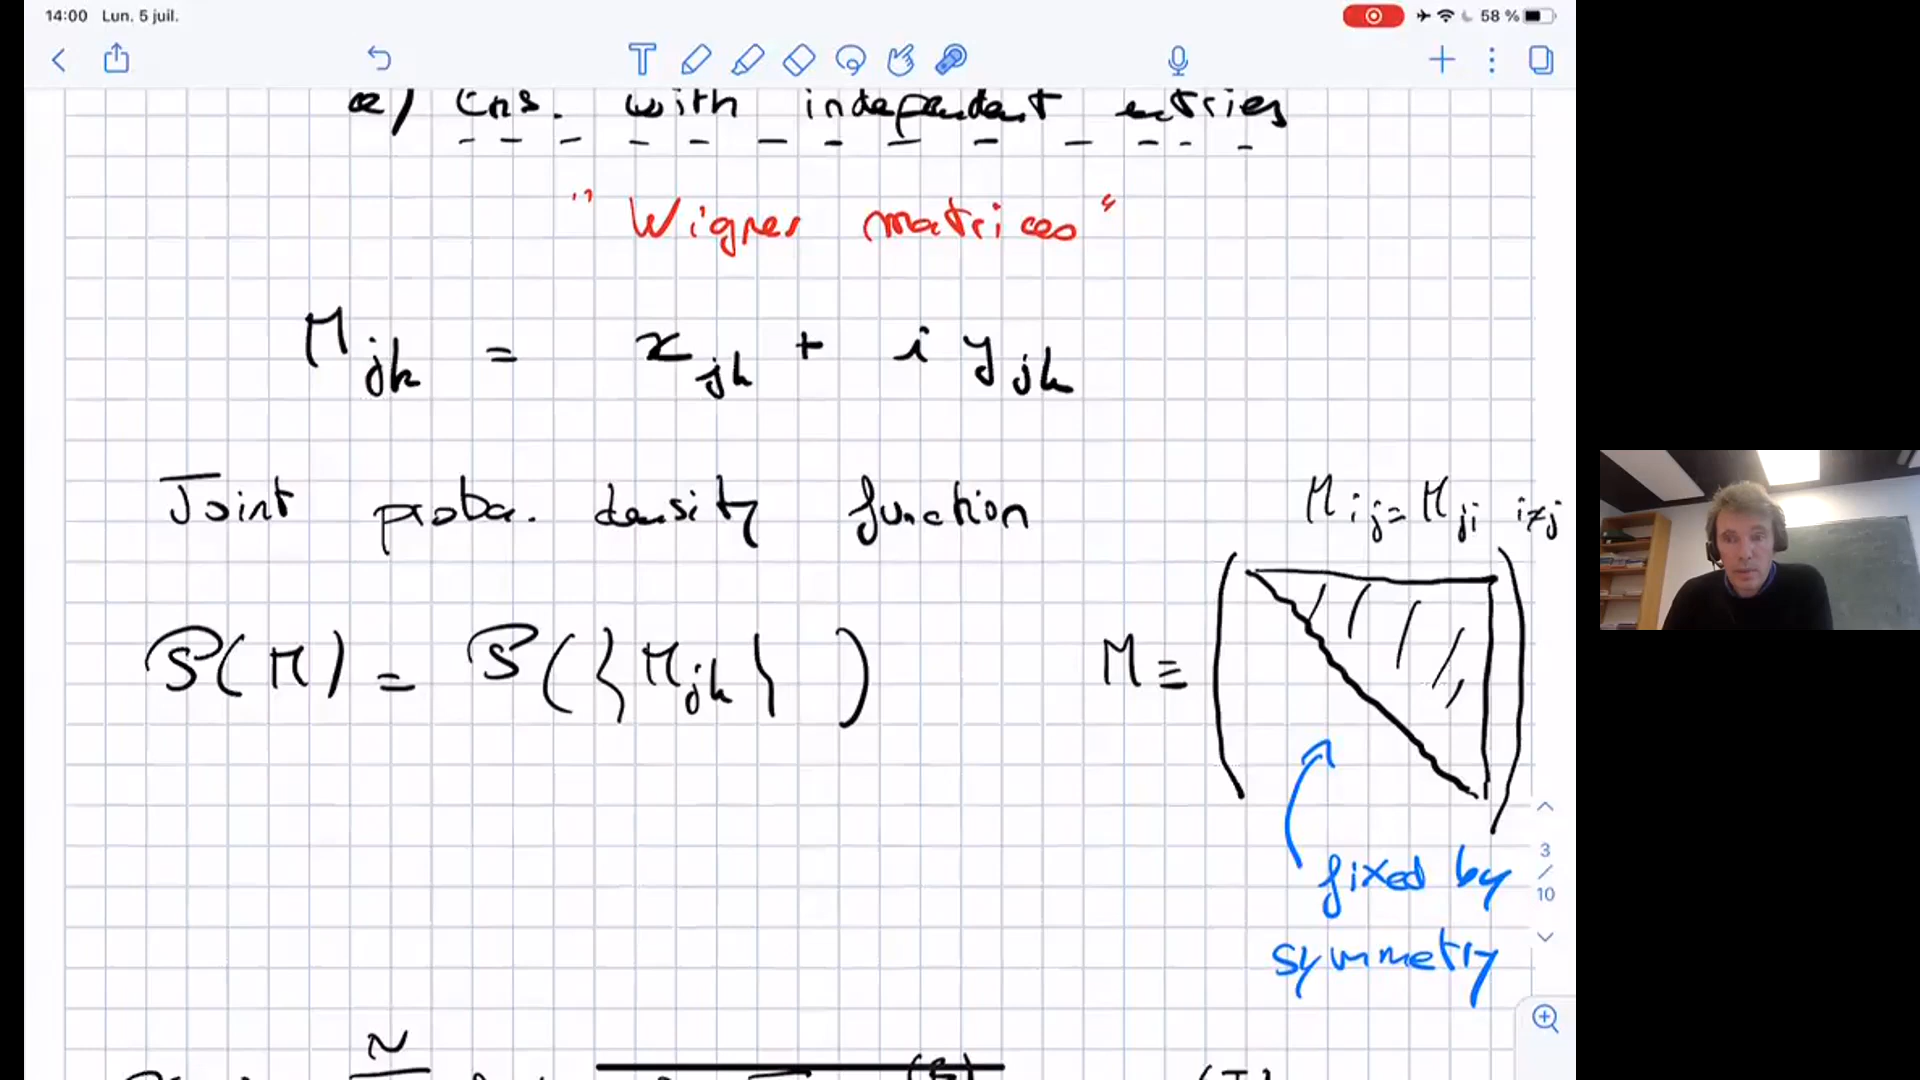 14:00 Lun. 5 juil. 58 %
a) Ens. with independent entries
"Wigner matrices"
M_jk = x_jk + i y_jk
Joint proba. density function
M_ij = M_ji i≠j
P(M) = P({M_jk})
M ≡
fixed by
symmetry
3
/
10
N
(R)
(I)